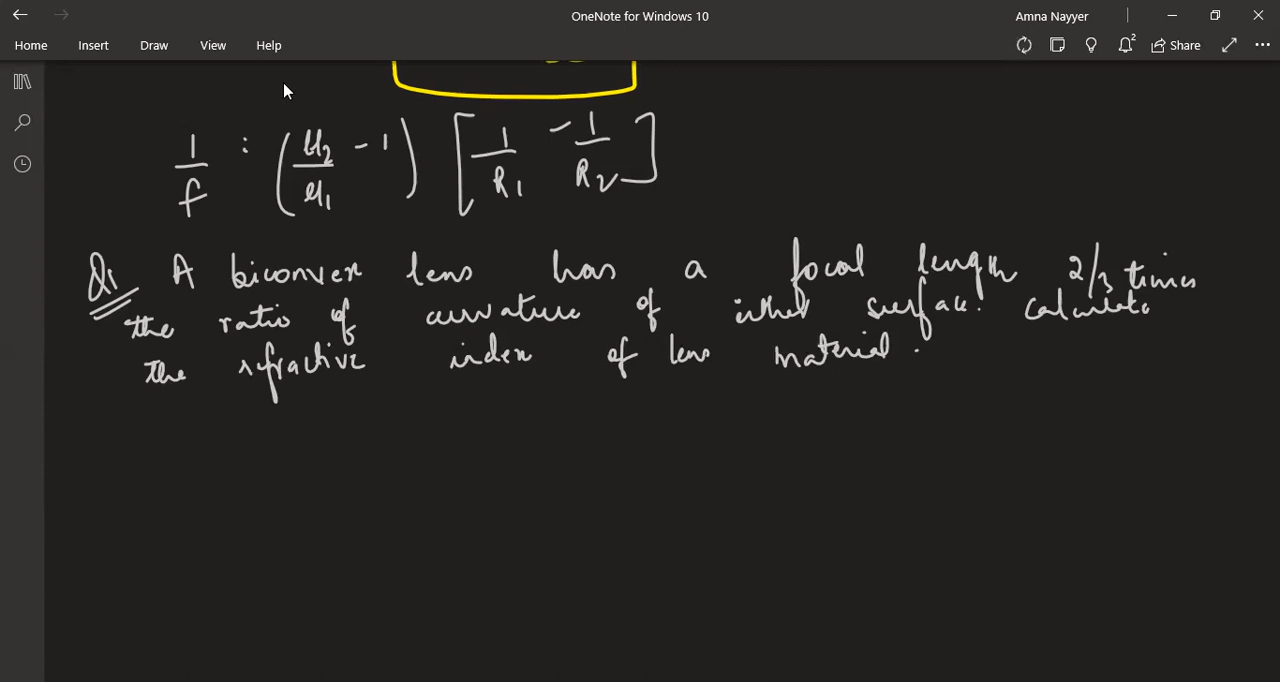 OneNote for Windows 10
Amna Nayyer
Home Insert Draw View Help
2 Share
1/f : (μ2/μ1 - 1) [1/R1 - 1/R2]
Q1 A biconvex lens has a focal length 2/3 times
the ratio of curvature of either surface. calculate
the refractive index of lens material.